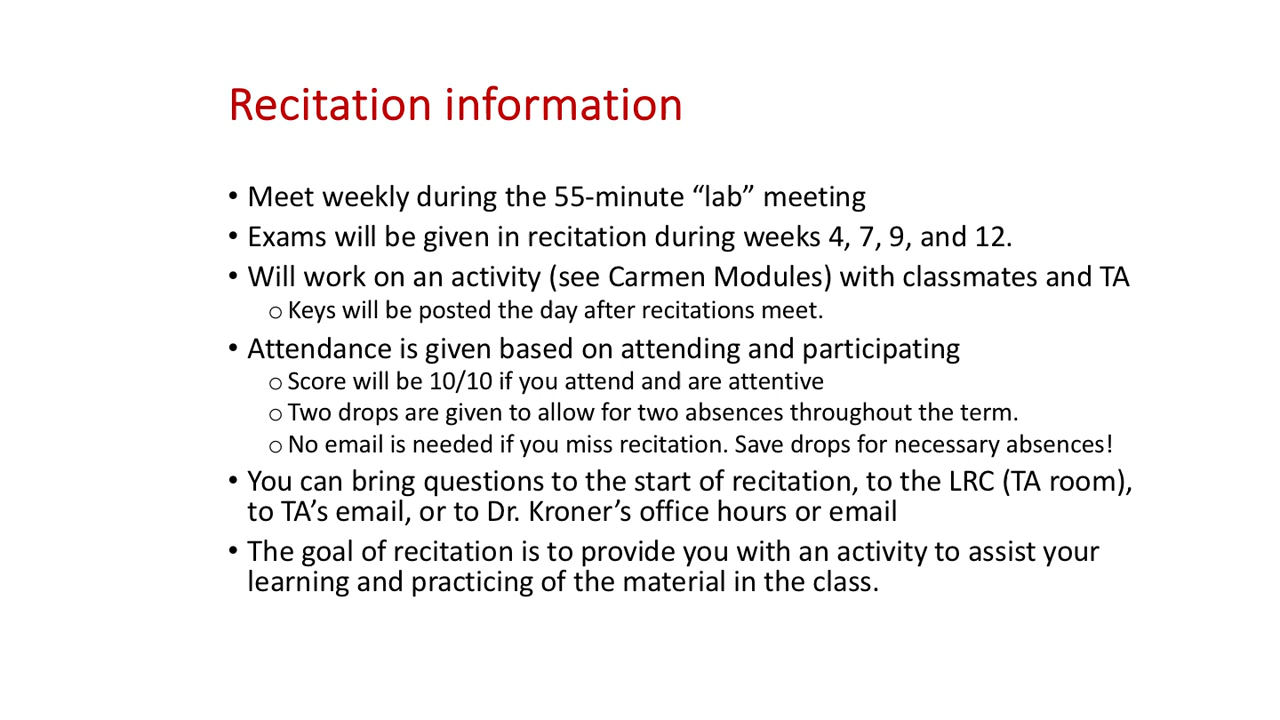 Recitation information
• Meet weekly during the 55-minute “lab” meeting
• Exams will be given in recitation during weeks 4, 7, 9, and 12.
• Will work on an activity (see Carmen Modules) with classmates and TA
o Keys will be posted the day after recitations meet.
• Attendance is given based on attending and participating
o Score will be 10/10 if you attend and are attentive
o Two drops are given to allow for two absences throughout the term.
o No email is needed if you miss recitation. Save drops for necessary absences!
• You can bring questions to the start of recitation, to the LRC (TA room),
to TA’s email, or to Dr. Kroner’s office hours or email
• The goal of recitation is to provide you with an activity to assist your
learning and practicing of the material in the class.